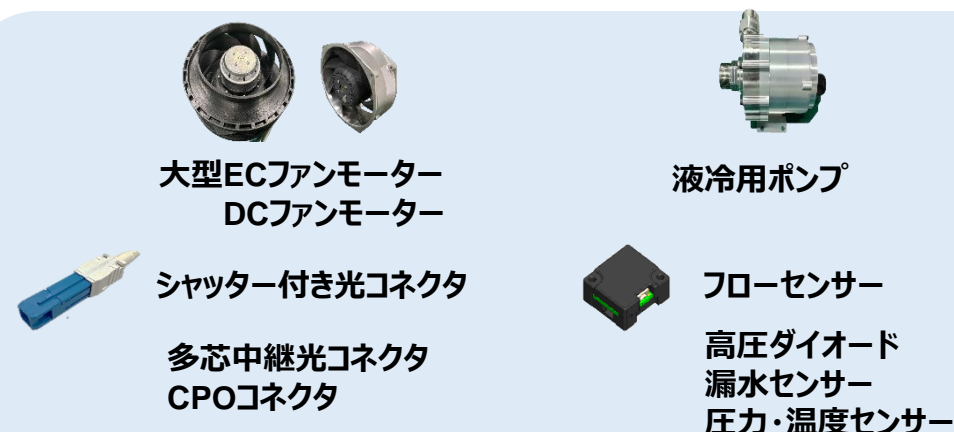 大型ECファンモーター
DCファンモーター
液冷用ポンプ
シャッター付き光コネクタ
フローセンサー
多芯中継光コネクタ
CPOコネクタ
高圧ダイオード
漏水センサー
圧力・温度センサー